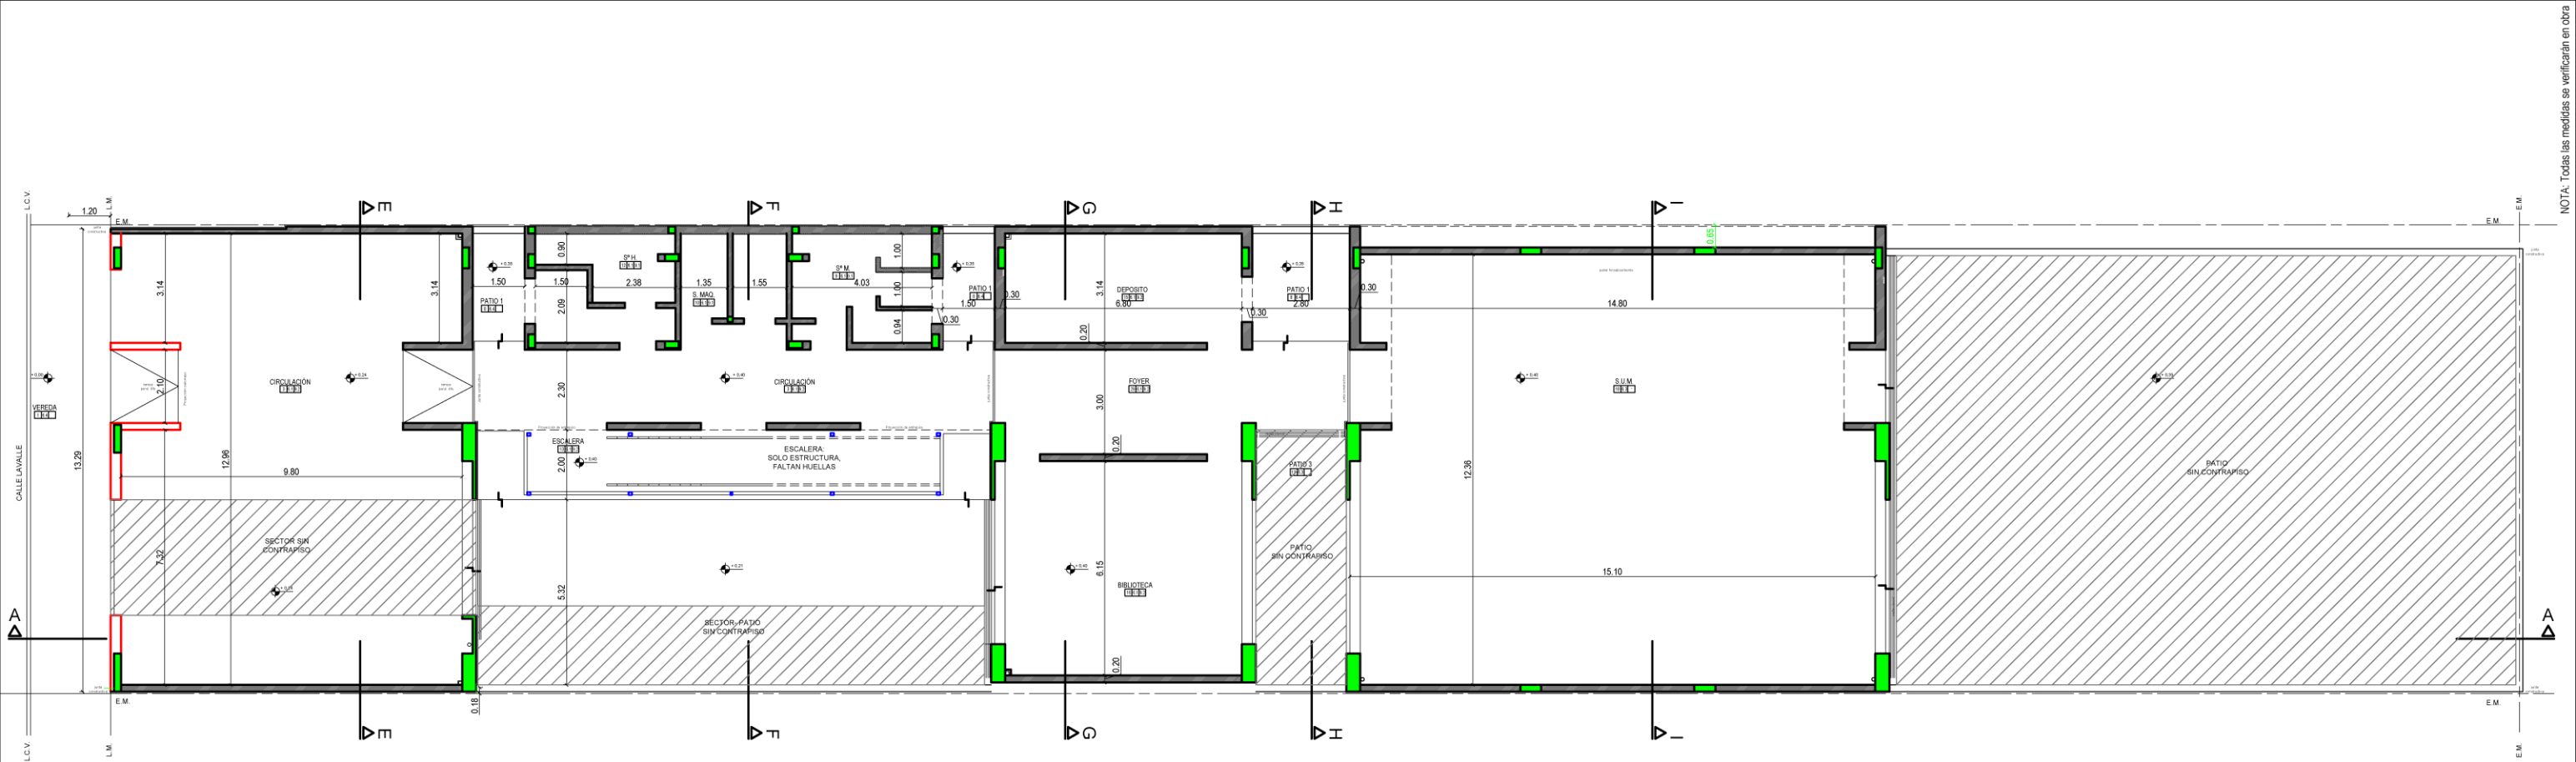 NOTA: Todas las medidas se verificarán en obra
L.C.V.
L.M.
E.M.
E
F
G
H
I
1.20
E.M.
E.M.
0.65
3.14
3.14
1.50
PATIO 1
0.90
1.50
2.09
Sº H.
2.38
1.35
S. MAQ.
1.55
Sº M.
4.03
1.00
1.00
0.94
PATIO 1
1.50
0.30
0.30
DEPOSITO
6.80
3.14
0.20
PATIO 1
2.80
0.30
0.30
14.80
VEREDA
CALLE LAVALLE
13.29
2.10
CIRCULACIÓN
12.96
9.80
2.30
CIRCULACIÓN
FOYER
3.00
0.20
S.U.M.
ESCALERA
2.00
ESCALERA:
SOLO ESTRUCTURA,
FALTAN HUELLAS
PATIO 3
12.36
PATIO
SIN CONTRAPISO
SECTOR SIN
CONTRAPISO
7.32
5.32
6.15
BIBLIOTECA
PATIO
SIN CONTRAPISO
15.10
SECTOR-PATIO
SIN CONTRAPISO
0.20
A
A
E.M.
0.18
E.M.
L.C.V.
L.M.
E
F
G
H
I
E.M.